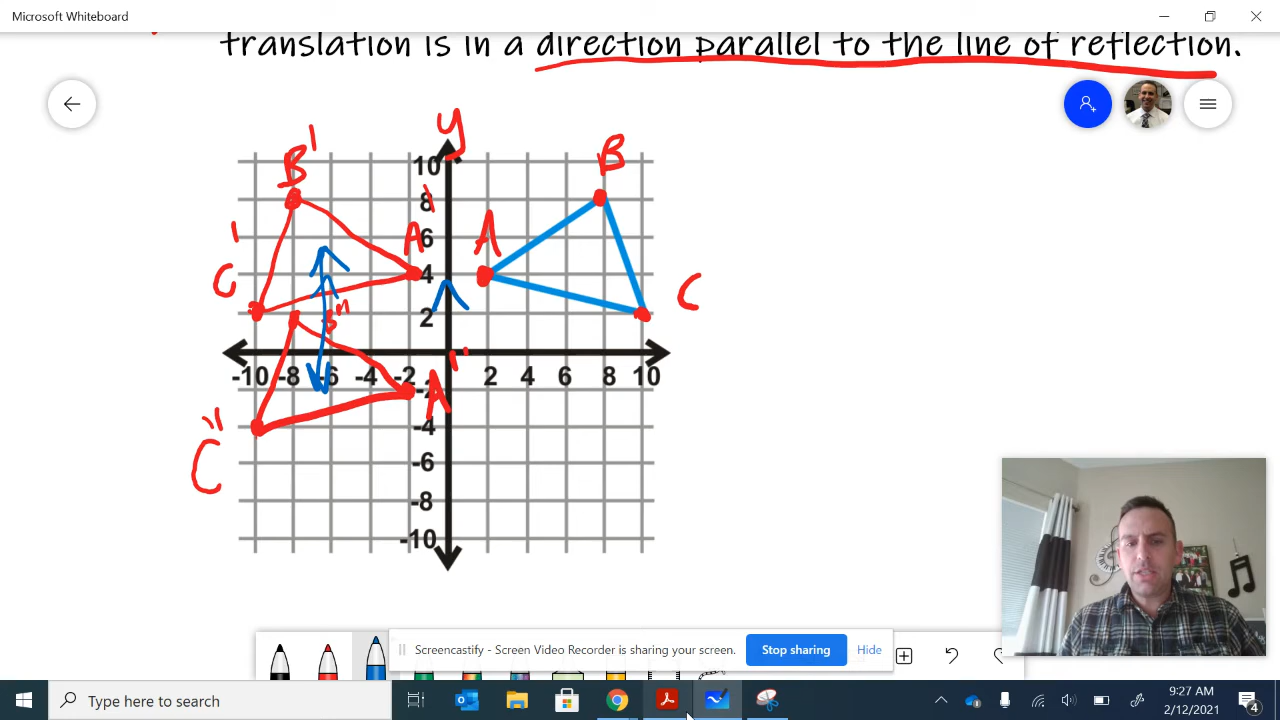 Microsoft Whiteboard
translation is in a direction parallel to the line of reflection.
y
B'
B
10
8
A'
A
6
C'
C
4
2
B"
-10 -8 -6 -4 -2 2 4 6 8 10
A"
-2
-4
C"
-6
-8
-10
Screencastify - Screen Video Recorder is sharing your screen.
Stop sharing
Hide
Type here to search
9:27 AM
2/12/2021
4